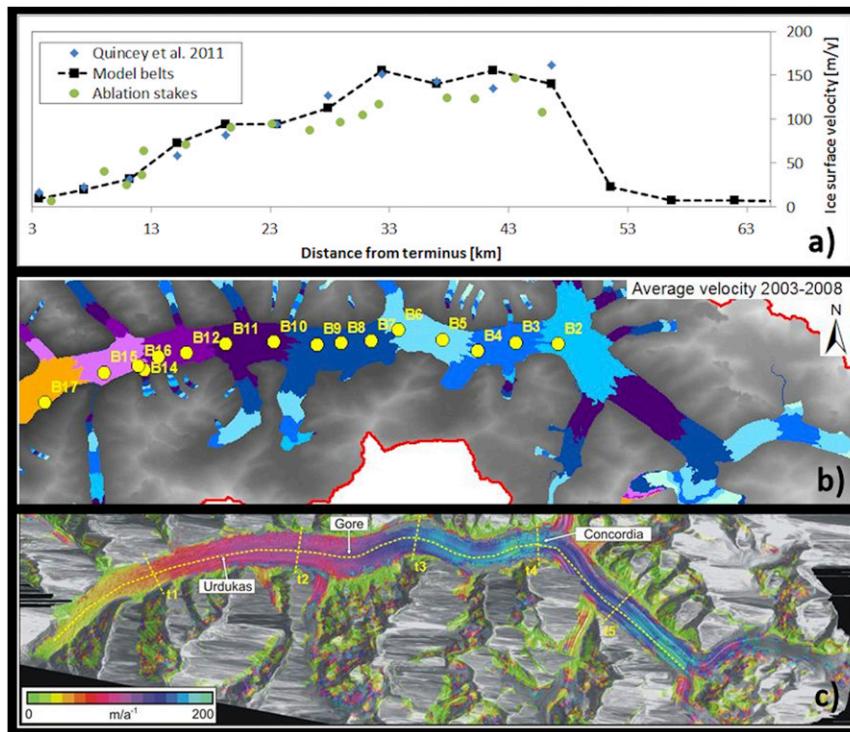 200
Quincey et al. 2011
Model belts
Ablation stakes
150
100
50
0
Ice surface velocity [m/y]
3 13 23 33 43 53 63
Distance from terminus [km]
a)
Average velocity 2003-2008
N
B6
B7
B8
B9
B10
B11
B12
B16
B15
B14
B17
B5
B4
B3
B2
b)
Gore
Concordia
Urdukas
t1
t2
t3
t4
t5
0 m/a-1 200
c)